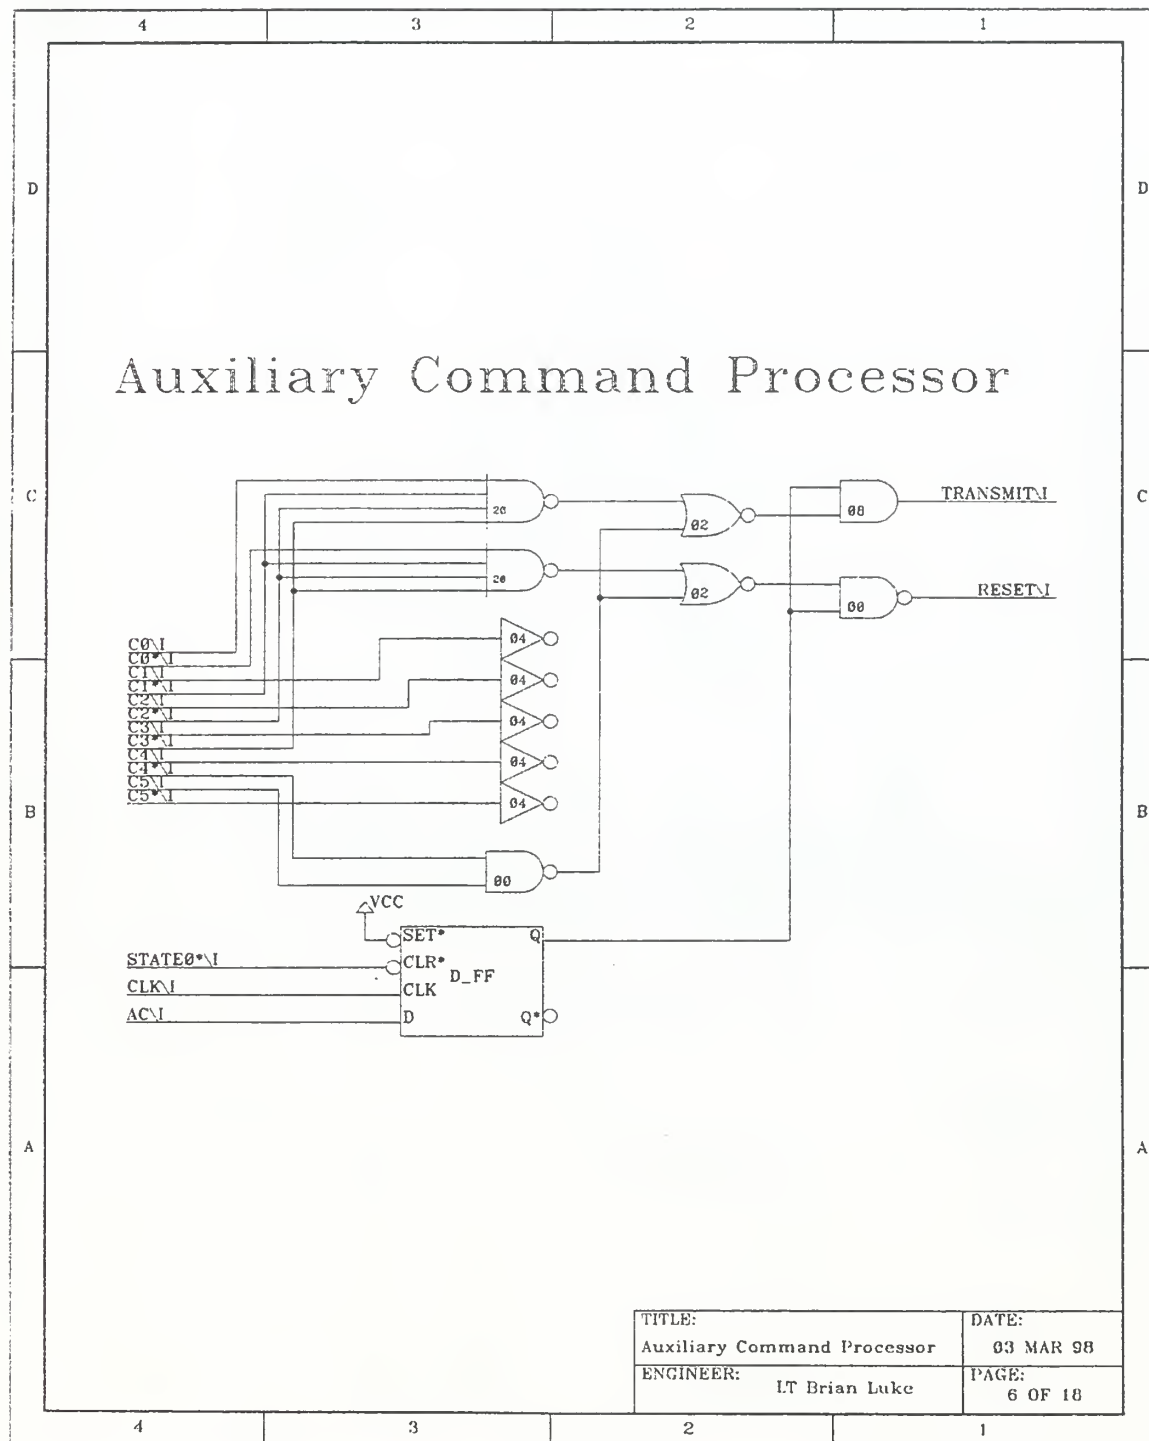 4 3 2 1
D D
Auxiliary Command Processor
C C
20
02
08
TRANSMIT\I
20
02
00
RESET\I
C0\I
C0*\I
C1\I
C1*\I
C2\I
C2*\I
C3\I
C3*\I
C4\I
C4*\I
C5\I
C5*\I
04
04
04
04
04
B B
00
VCC
SET* Q
STATE0*\I
CLR*
D_FF
CLK\I
CLK
AC\I
D Q*
A A
TITLE:
Auxiliary Command Processor
DATE:
03 MAR 98
ENGINEER:
LT Brian Luke
PAGE:
6 OF 18
4 3 2 1